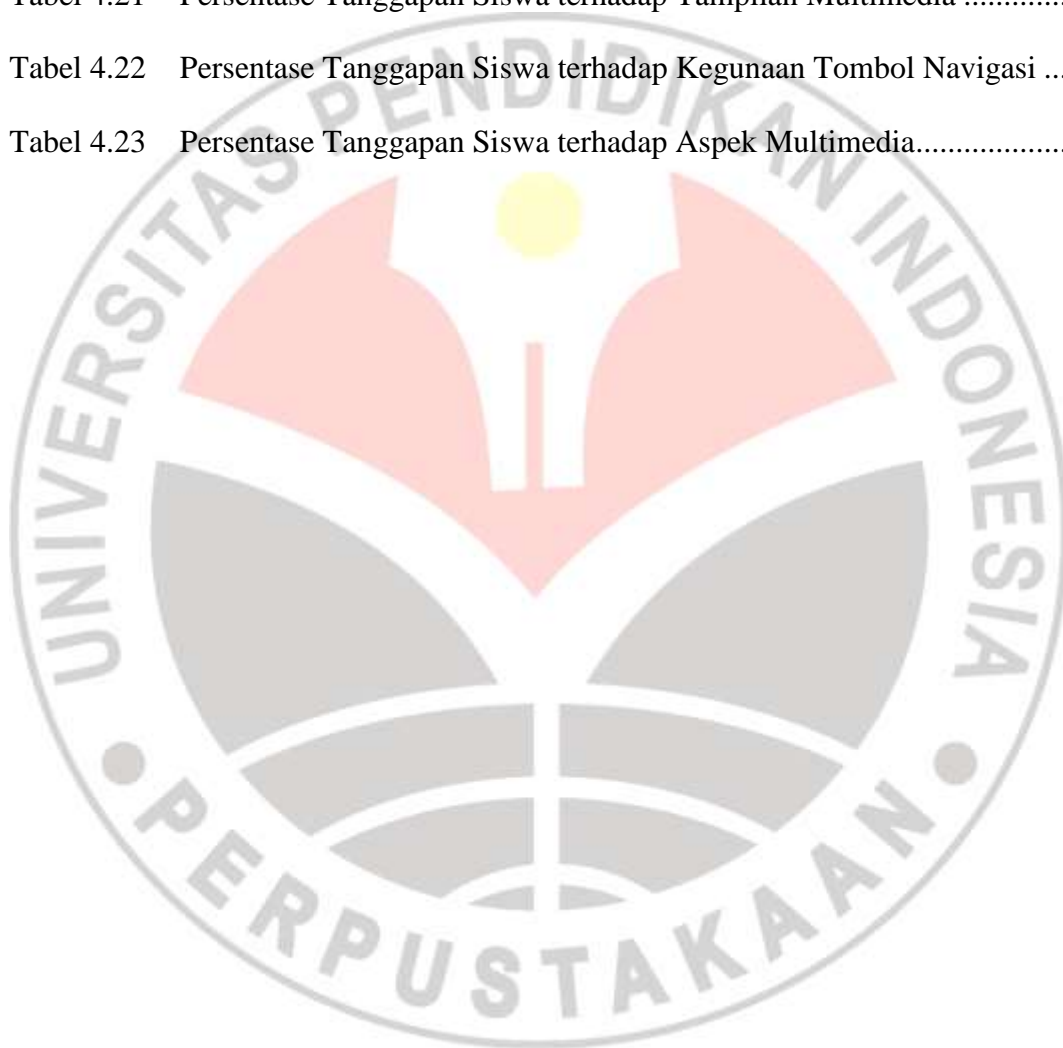 Tabel 4.21 Persentase Tanggapan Siswa terhadap Tampilan Multimedia .............
Tabel 4.22 Persentase Tanggapan Siswa terhadap Kegunaan Tombol Navigasi ...
Tabel 4.23 Persentase Tanggapan Siswa terhadap Aspek Multimedia...................
UNIVERSITAS PENDIDIKAN INDONESIA
PERPUSTAKAAN